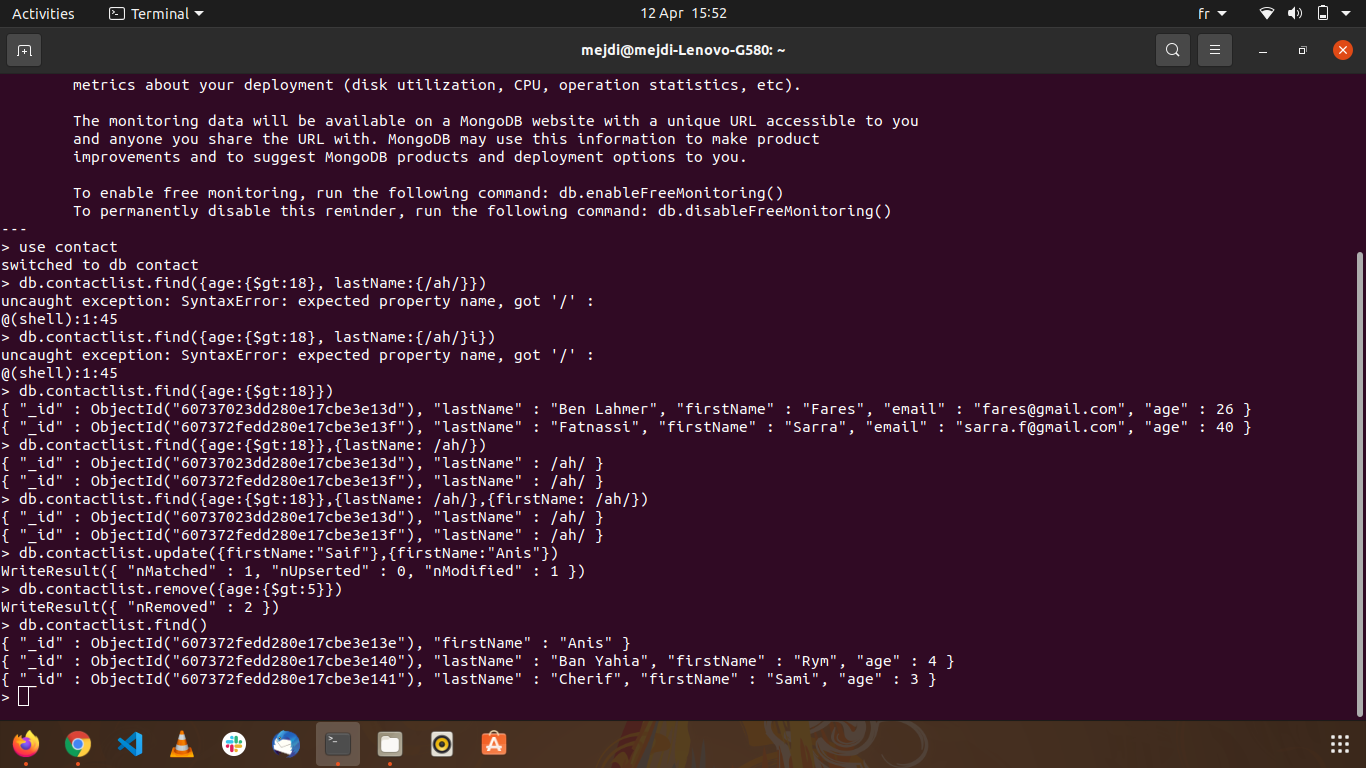 Activities Terminal 12 Apr 15:52 fr
mejdi@mejdi-Lenovo-G580: ~
metrics about your deployment (disk utilization, CPU, operation statistics, etc).
The monitoring data will be available on a MongoDB website with a unique URL accessible to you
and anyone you share the URL with. MongoDB may use this information to make product
improvements and to suggest MongoDB products and deployment options to you.
To enable free monitoring, run the following command: db.enableFreeMonitoring()
To permanently disable this reminder, run the following command: db.disableFreeMonitoring()
---
> use contact
switched to db contact
> db.contactlist.find({age:{$gt:18}, lastName:{/ah/}})
uncaught exception: SyntaxError: expected property name, got '/' :
@(shell):1:45
> db.contactlist.find({age:{$gt:18}, lastName:{/ah/}i})
uncaught exception: SyntaxError: expected property name, got '/' :
@(shell):1:45
> db.contactlist.find({age:{$gt:18}})
{ "_id" : ObjectId("60737023dd280e17cbe3e13d"), "lastName" : "Ben Lahmer", "firstName" : "Fares", "email" : "fares@gmail.com", "age" : 26 }
{ "_id" : ObjectId("607372fedd280e17cbe3e13f"), "lastName" : "Fatnassi", "firstName" : "Sarra", "email" : "sarra.f@gmail.com", "age" : 40 }
> db.contactlist.find({age:{$gt:18}},{lastName: /ah/})
{ "_id" : ObjectId("60737023dd280e17cbe3e13d"), "lastName" : /ah/ }
{ "_id" : ObjectId("607372fedd280e17cbe3e13f"), "lastName" : /ah/ }
> db.contactlist.find({age:{$gt:18}},{lastName: /ah/},{firstName: /ah/})
{ "_id" : ObjectId("60737023dd280e17cbe3e13d"), "lastName" : /ah/ }
{ "_id" : ObjectId("607372fedd280e17cbe3e13f"), "lastName" : /ah/ }
> db.contactlist.update({firstName:"Saif"},{firstName:"Anis"})
WriteResult({ "nMatched" : 1, "nUpserted" : 0, "nModified" : 1 })
> db.contactlist.remove({age:{$gt:5}})
WriteResult({ "nRemoved" : 2 })
> db.contactlist.find()
{ "_id" : ObjectId("607372fedd280e17cbe3e13e"), "firstName" : "Anis" }
{ "_id" : ObjectId("607372fedd280e17cbe3e140"), "lastName" : "Ban Yahia", "firstName" : "Rym", "age" : 4 }
{ "_id" : ObjectId("607372fedd280e17cbe3e141"), "lastName" : "Cherif", "firstName" : "Sami", "age" : 3 }
>